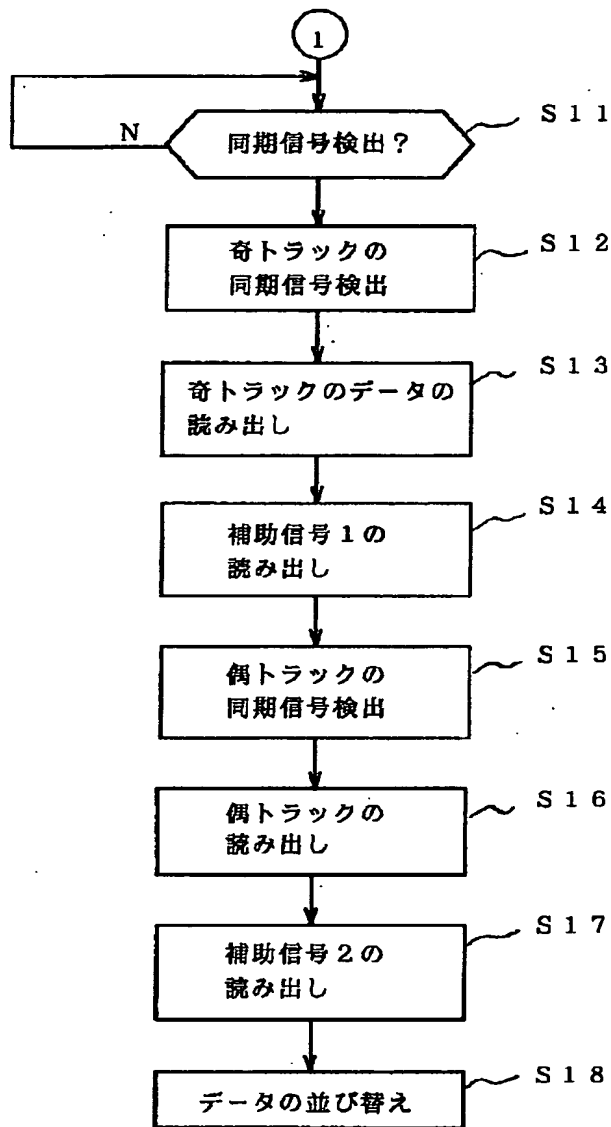 1
N
同期信号検出？
S11
奇トラックの
同期信号検出
S12
奇トラックのデータの
読み出し
S13
補助信号1の
読み出し
S14
偶トラックの
同期信号検出
S15
偶トラックの
読み出し
S16
補助信号2の
読み出し
S17
データの並び替え
S18